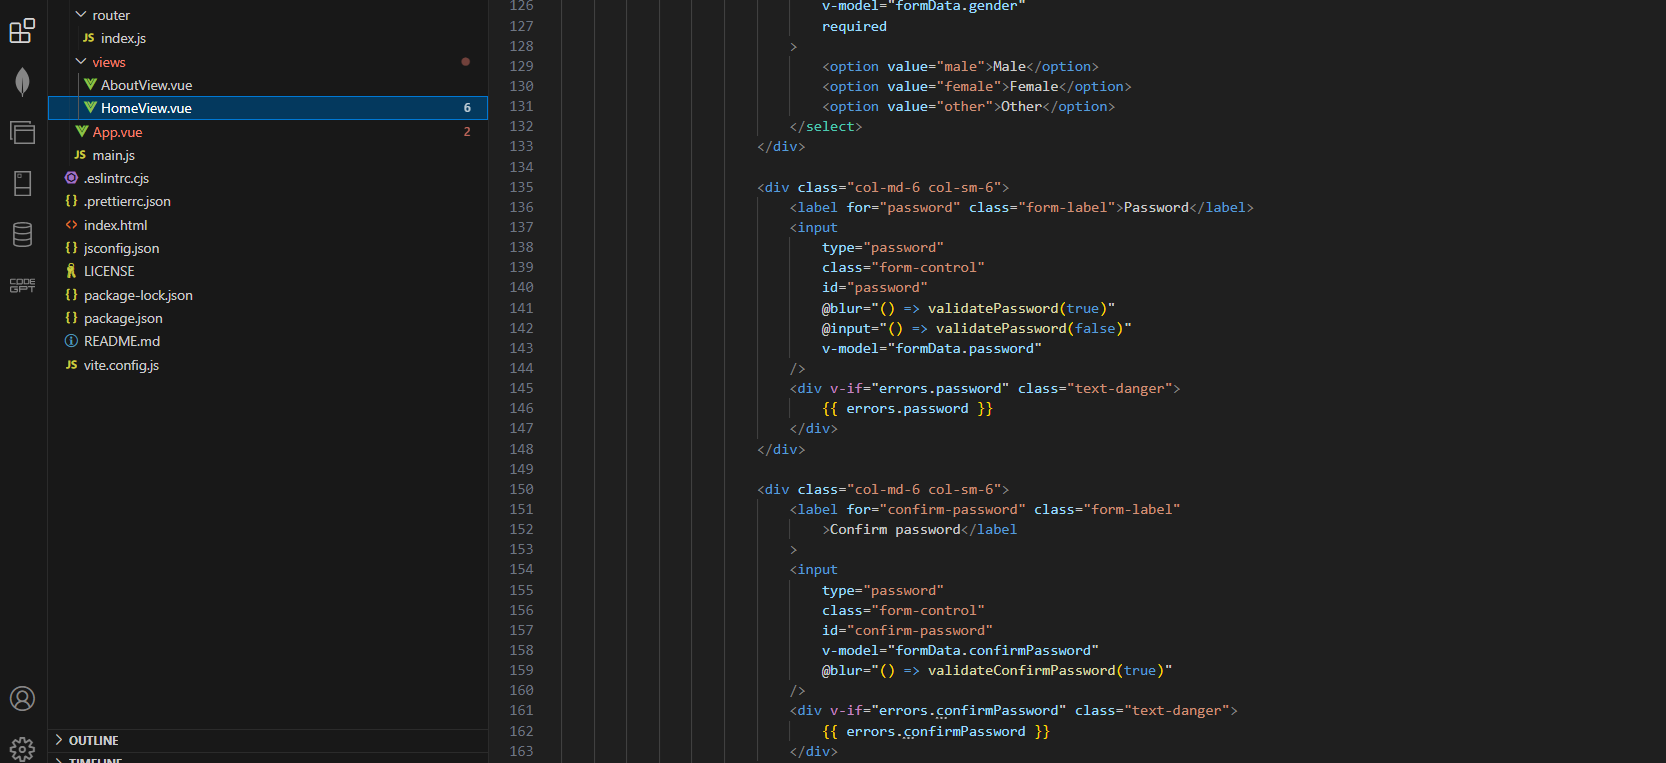 router
JS index.js
views
AboutView.vue
HomeView.vue 6
App.vue 2
JS main.js
.eslintrc.cjs
{} .prettierrc.json
<> index.html
{} jsconfig.json
LICENSE
{} package-lock.json
{} package.json
README.md
JS vite.config.js
CODE
GPT
OUTLINE
TIMELINE
126 v-model="formData.gender"
127 required
128 >
129 <option value="male">Male</option>
130 <option value="female">Female</option>
131 <option value="other">Other</option>
132 </select>
133 </div>
134
135 <div class="col-md-6 col-sm-6">
136 <label for="password" class="form-label">Password</label>
137 <input
138 type="password"
139 class="form-control"
140 id="password"
141 @blur="() => validatePassword(true)"
142 @input="() => validatePassword(false)"
143 v-model="formData.password"
144 />
145 <div v-if="errors.password" class="text-danger">
146 {{ errors.password }}
147 </div>
148 </div>
149
150 <div class="col-md-6 col-sm-6">
151 <label for="confirm-password" class="form-label"
152 >Confirm password</label
153 >
154 <input
155 type="password"
156 class="form-control"
157 id="confirm-password"
158 v-model="formData.confirmPassword"
159 @blur="() => validateConfirmPassword(true)"
160 />
161 <div v-if="errors.confirmPassword" class="text-danger">
162 {{ errors.confirmPassword }}
163 </div>